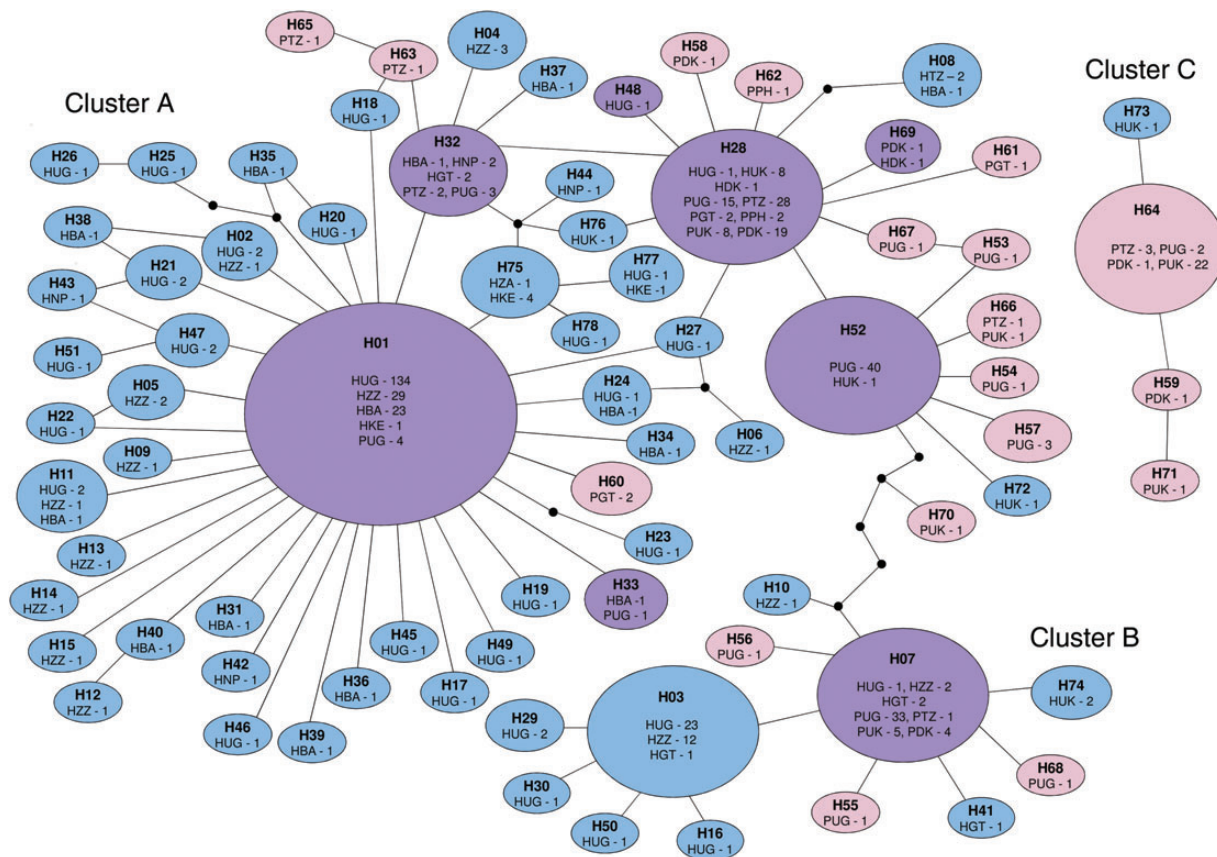 Cluster A
Cluster C
Cluster B
H65
PTZ - 1
H63
PTZ - 1
H04
HZZ - 3
H37
HBA - 1
H18
HUG - 1
H32
HBA - 1, HNP - 2
HGT - 2
PTZ - 2, PUG - 3
H48
HUG - 1
H58
PDK - 1
H62
PPH - 1
H08
HTZ - 2
HBA - 1
H69
PDK - 1
HDK - 1
H61
PGT - 1
H28
HUG - 1, HUK - 8
HDK - 1
PUG - 15, PTZ - 28
PGT - 2, PPH - 2
PUK - 8, PDK - 19
H73
HUK - 1
H64
PTZ - 3, PUG - 2
PDK - 1, PUK - 22
H59
PDK - 1
H71
PUK - 1
H26
HUG - 1
H25
HUG - 1
H35
HBA - 1
H20
HUG - 1
H38
HBA -1
H02
HUG - 2
HZZ - 1
H21
HUG - 2
H43
HNP - 1
H47
HUG - 2
H51
HUG - 1
H05
HZZ - 2
H22
HUG - 1
H09
HZZ - 1
H11
HUG - 2
HZZ - 1
HBA - 1
H13
HZZ - 1
H14
HZZ - 1
H15
HZZ - 1
H40
HBA - 1
H12
HZZ - 1
H31
HBA - 1
H42
HNP - 1
H46
HUG - 1
H39
HBA - 1
H36
HBA - 1
H45
HUG - 1
H17
HUG - 1
H49
HUG - 1
H19
HUG - 1
H33
HBA -1
PUG - 1
H23
HUG - 1
H60
PGT - 2
H34
HBA - 1
H24
HUG - 1
HBA -1
H06
HZZ - 1
H27
HUG - 1
H01
HUG - 134
HZZ - 29
HBA - 23
HKE - 1
PUG - 4
H44
HNP - 1
H76
HUK - 1
H75
HZA - 1
HKE - 4
H77
HUG - 1
HKE -1
H78
HUG - 1
H67
PUG - 1
H53
PUG - 1
H52
PUG - 40
HUK - 1
H66
PTZ - 1
PUK - 1
H54
PUG - 1
H57
PUG - 3
H72
HUK - 1
H70
PUK - 1
H10
HZZ - 1
H56
PUG - 1
H07
HUG - 1, HZZ - 2
HGT - 2
PUG - 33, PTZ - 1
PUK - 5, PDK - 4
H74
HUK - 2
H68
PUG - 1
H41
HGT - 1
H55
PUG - 1
H03
HUG - 23
HZZ - 12
HGT - 1
H29
HUG - 2
H30
HUG - 1
H50
HUG - 1
H16
HUG - 1